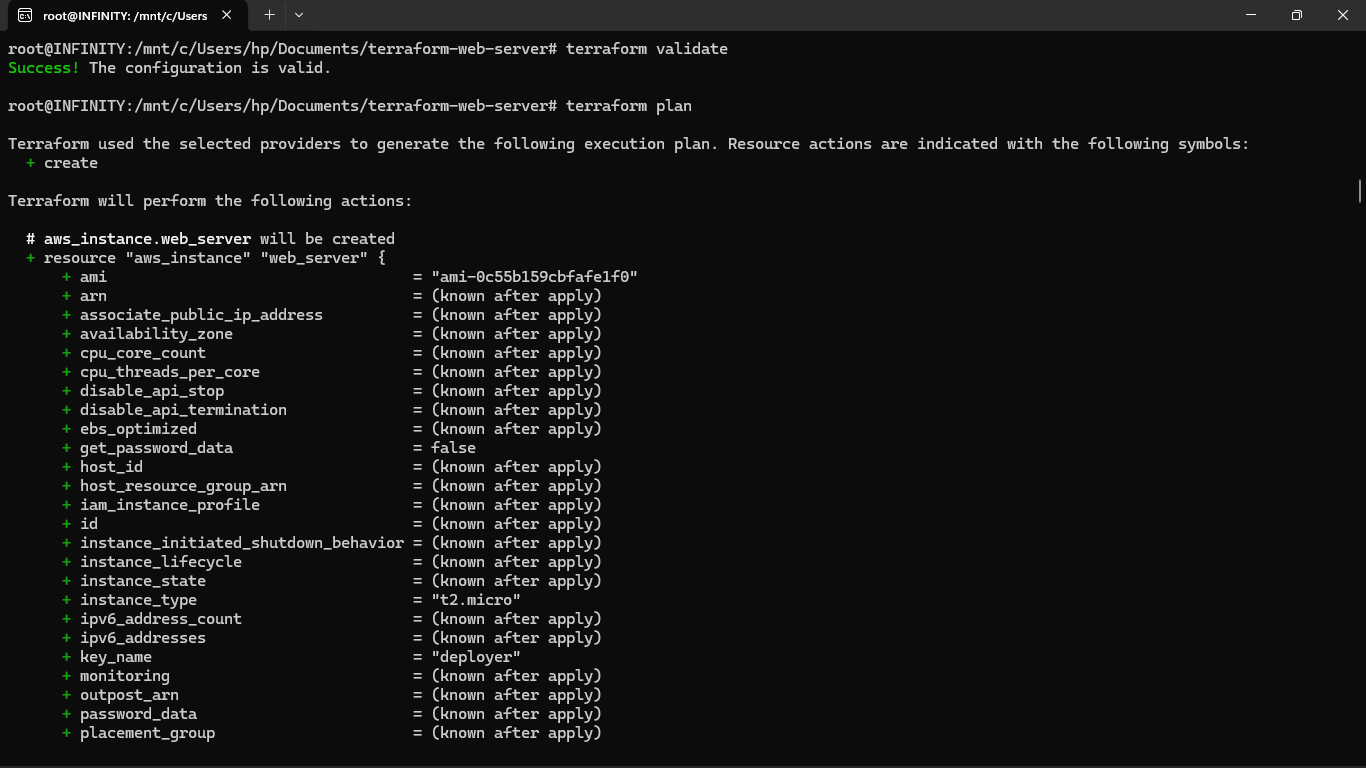 root@INFINITY: /mnt/c/Users
root@INFINITY:/mnt/c/Users/hp/Documents/terraform-web-server# terraform validate
Success! The configuration is valid.
root@INFINITY:/mnt/c/Users/hp/Documents/terraform-web-server# terraform plan
Terraform used the selected providers to generate the following execution plan. Resource actions are indicated with the following symbols:
+ create
Terraform will perform the following actions:
# aws_instance.web_server will be created
+ resource "aws_instance" "web_server" {
+ ami = "ami-0c55b159cbfafe1f0"
+ arn = (known after apply)
+ associate_public_ip_address = (known after apply)
+ availability_zone = (known after apply)
+ cpu_core_count = (known after apply)
+ cpu_threads_per_core = (known after apply)
+ disable_api_stop = (known after apply)
+ disable_api_termination = (known after apply)
+ ebs_optimized = (known after apply)
+ get_password_data = false
+ host_id = (known after apply)
+ host_resource_group_arn = (known after apply)
+ iam_instance_profile = (known after apply)
+ id = (known after apply)
+ instance_initiated_shutdown_behavior = (known after apply)
+ instance_lifecycle = (known after apply)
+ instance_state = (known after apply)
+ instance_type = "t2.micro"
+ ipv6_address_count = (known after apply)
+ ipv6_addresses = (known after apply)
+ key_name = "deployer"
+ monitoring = (known after apply)
+ outpost_arn = (known after apply)
+ password_data = (known after apply)
+ placement_group = (known after apply)